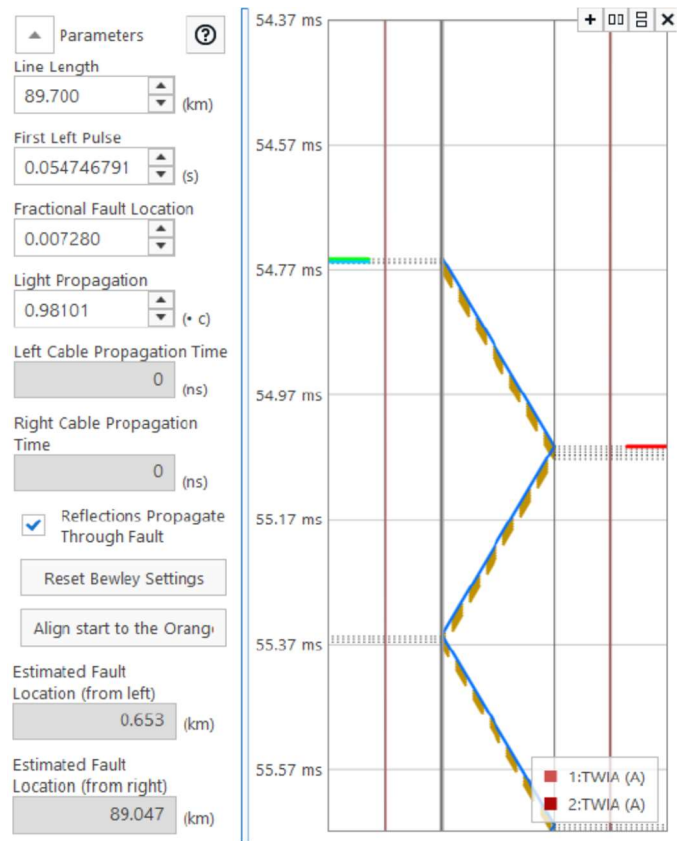 Parameters
Line Length
89.700 (km)
First Left Pulse
0.054746791 (s)
Fractional Fault Location
0.007280
Light Propagation
0.98101 (• c)
Left Cable Propagation Time
0 (ns)
Right Cable Propagation
Time
0 (ns)
Reflections Propagate
Through Fault
Reset Bewley Settings
Align start to the Orang
Estimated Fault
Location (from left)
0.653 (km)
Estimated Fault
Location (from right)
89.047 (km)
54.37 ms
54.57 ms
54.77 ms
54.97 ms
55.17 ms
55.37 ms
55.57 ms
1:TWIA (A)
2:TWIA (A)